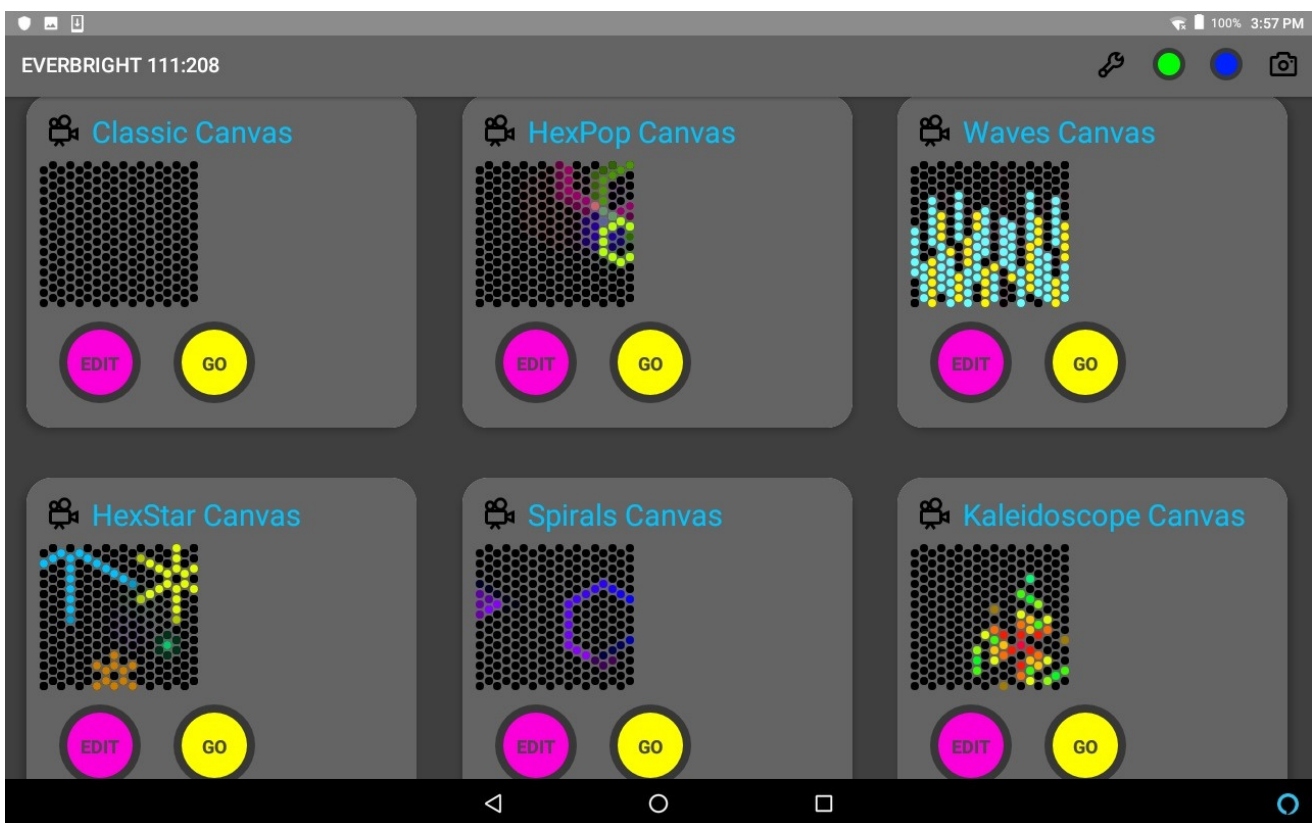 100% 3:57 PM
EVERBRIGHT 111:208
Classic Canvas
HexPop Canvas
Waves Canvas
EDIT GO
EDIT GO
EDIT GO
HexStar Canvas
Spirals Canvas
Kaleidoscope Canvas
EDIT GO
EDIT GO
EDIT GO